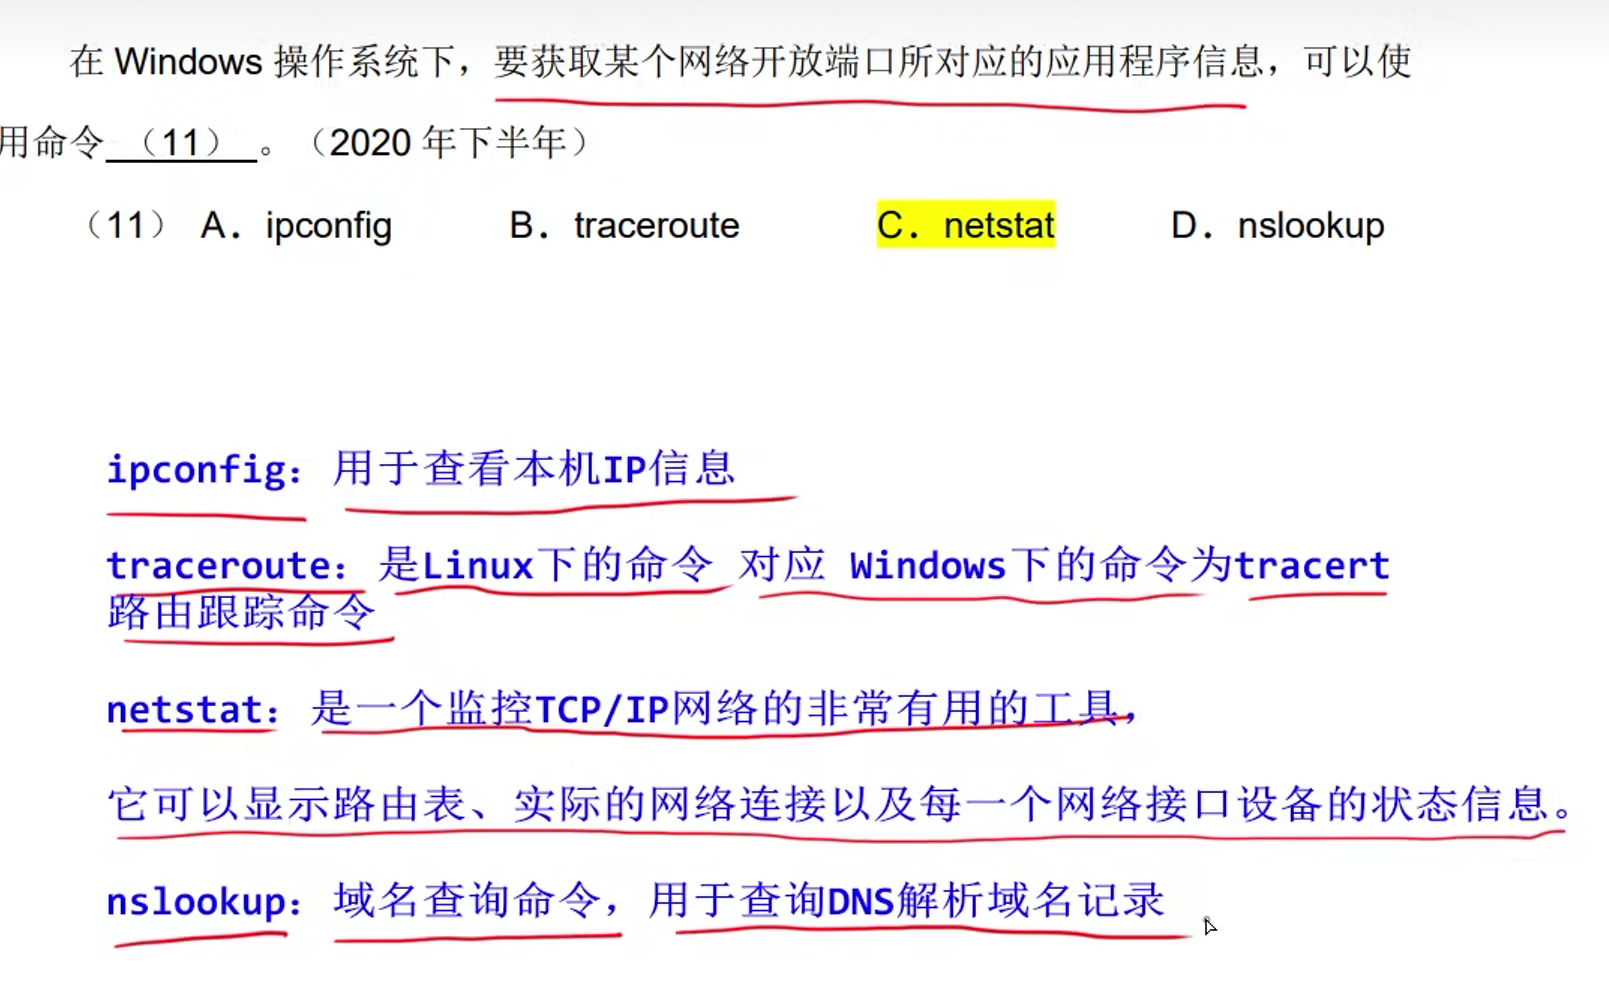 在 Windows 操作系统下，要获取某个网络开放端口所对应的应用程序信息，可以使
用命令 （11） 。（2020 年下半年）
（11） A．ipconfig B．traceroute C．netstat D．nslookup
ipconfig：用于查看本机IP信息
traceroute：是Linux下的命令 对应 Windows下的命令为tracert
路由跟踪命令
netstat：是一个监控TCP/IP网络的非常有用的工具，
它可以显示路由表、实际的网络连接以及每一个网络接口设备的状态信息。
nslookup：域名查询命令，用于查询DNS解析域名记录